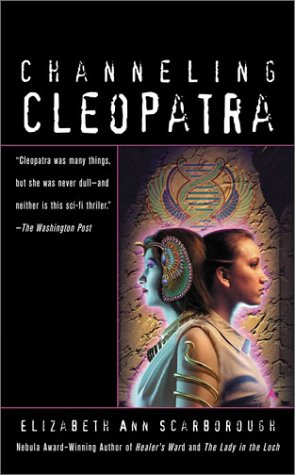 CHANNELING
CLEOPATRA
“Cleopatra was many things,
but she was never dull—and
neither is this sci-fi thriler.”
—The Washington Post
ELIZABETH ANN SCARBOROUGH
Nebula Award–Winning Author of Healer's Ward and The Lady in the Loch